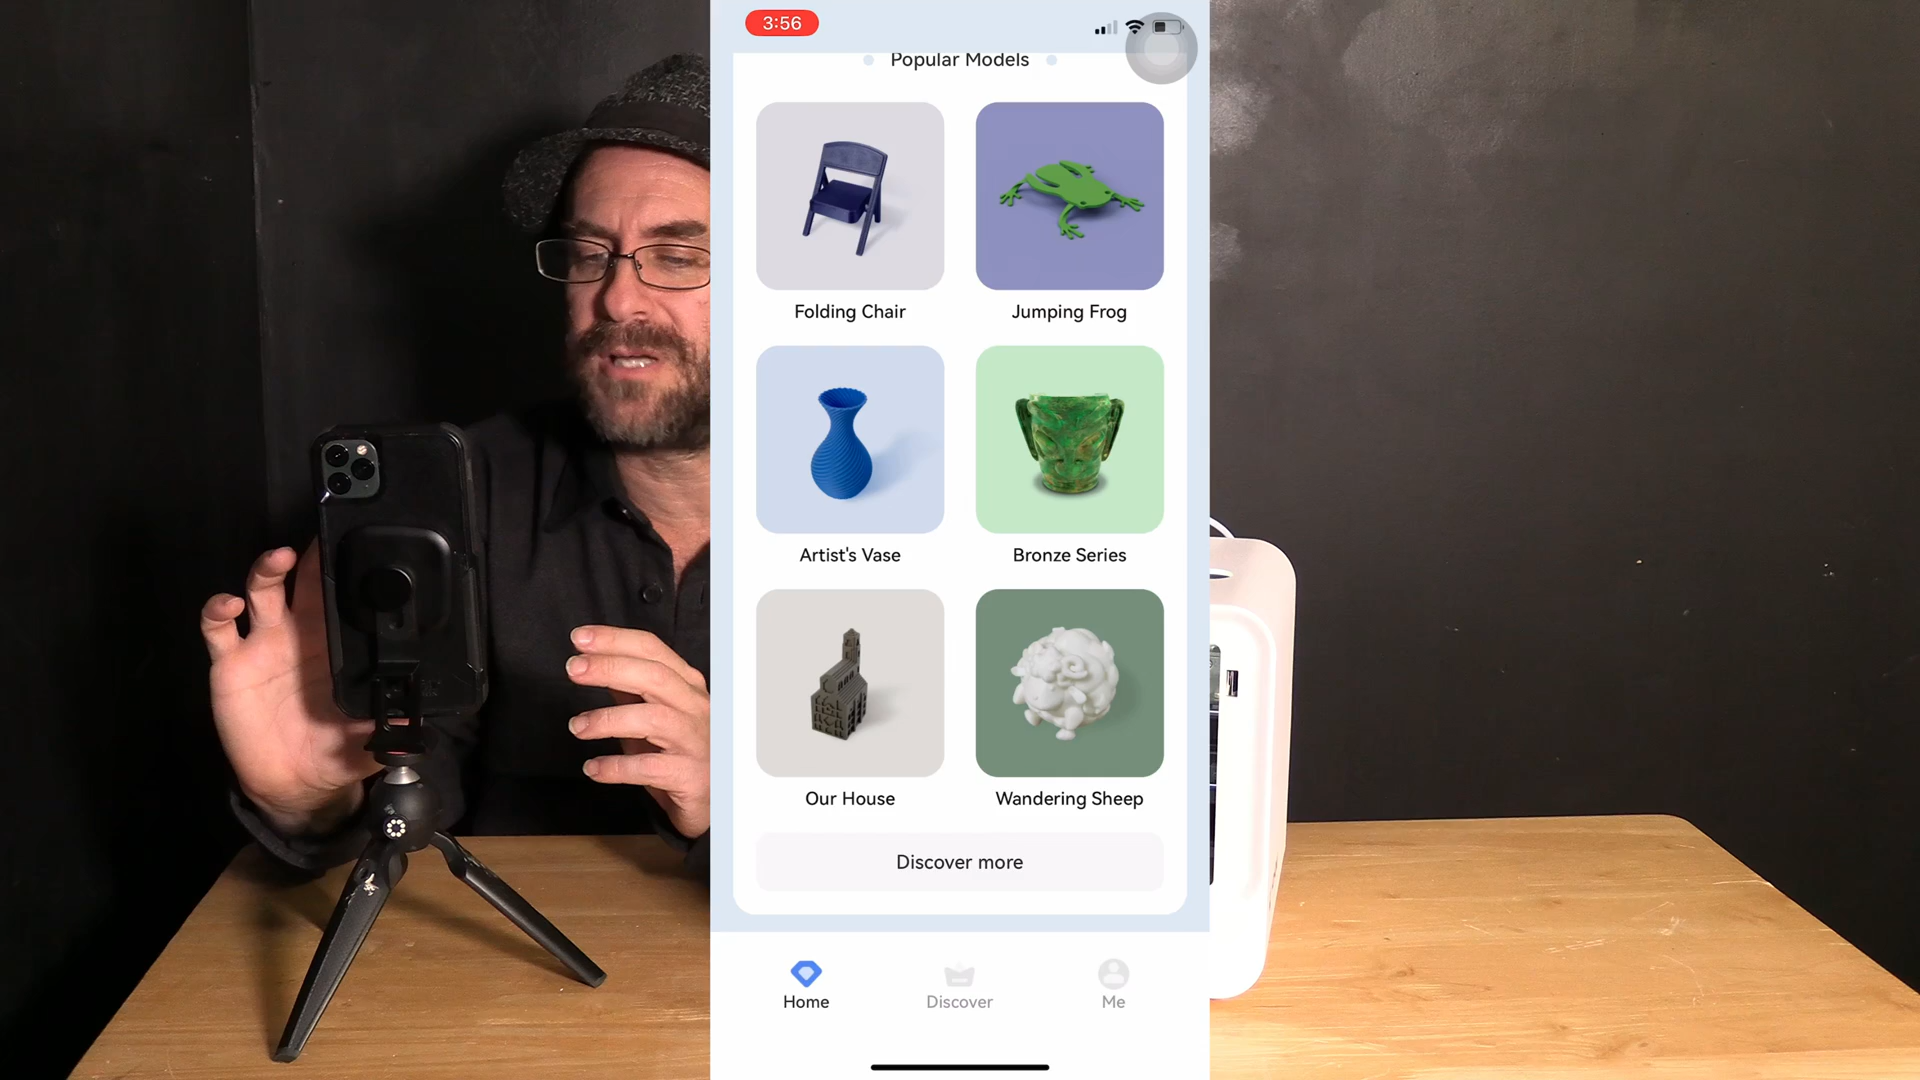 3:56
Popular Models
Folding Chair
Jumping Frog
Artist's Vase
Bronze Series
Our House
Wandering Sheep
Discover more
Home
Discover
Me